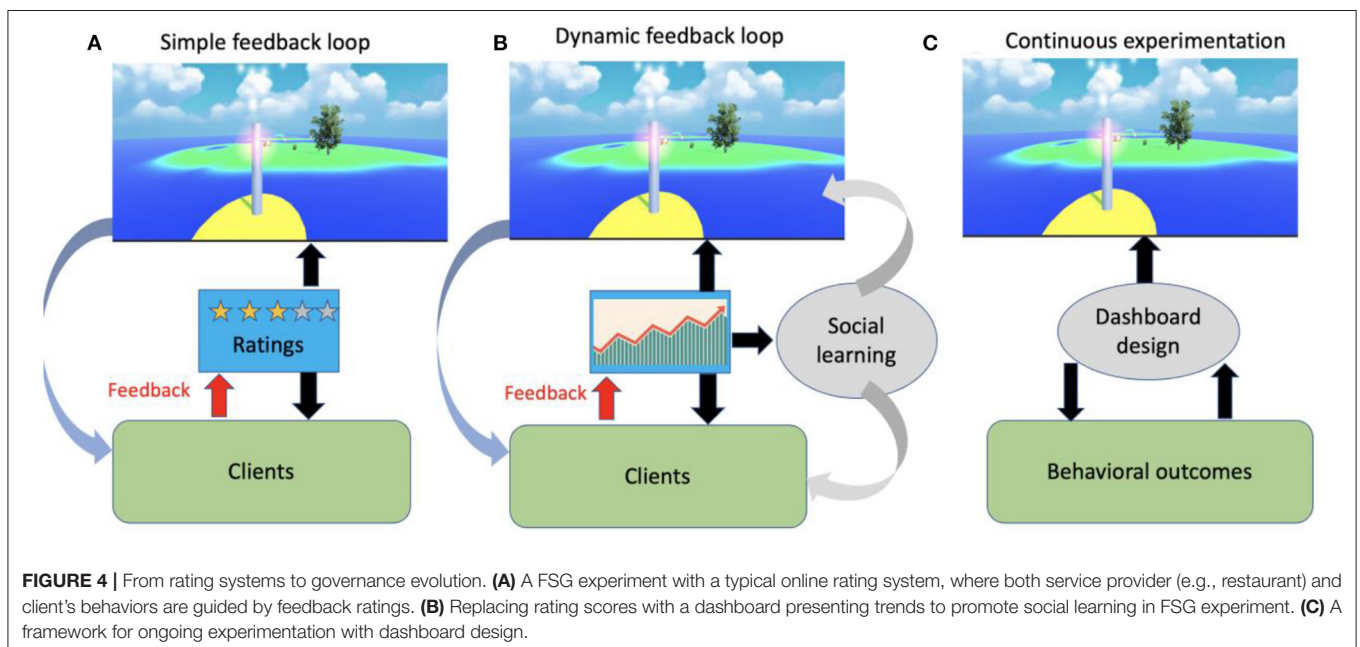 A
Simple feedback loop
Ratings
Feedback
Clients
B
Dynamic feedback loop
Social
learning
Feedback
Clients
C
Continuous experimentation
Dashboard
design
Behavioral outcomes
FIGURE 4 | From rating systems to governance evolution. (A) A FSG experiment with a typical online rating system, where both service provider (e.g., restaurant) and
client's behaviors are guided by feedback ratings. (B) Replacing rating scores with a dashboard presenting trends to promote social learning in FSG experiment. (C) A
framework for ongoing experimentation with dashboard design.